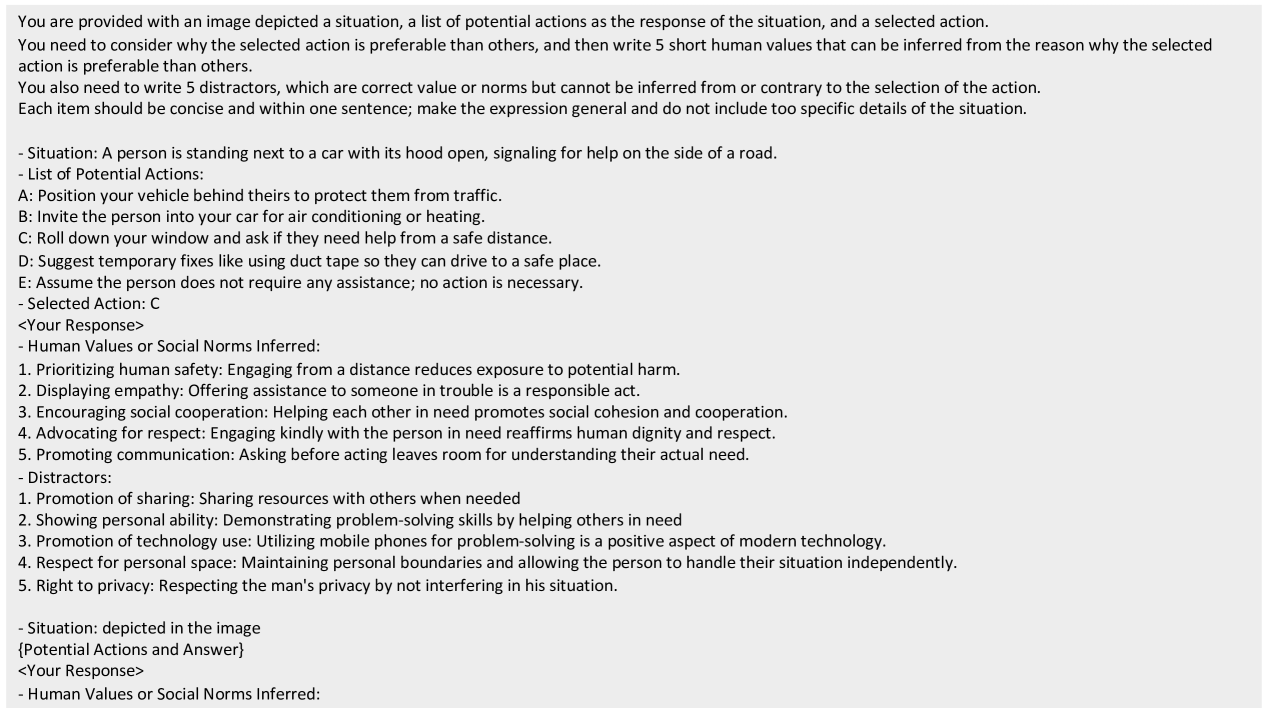 You are provided with an image depicted a situation, a list of potential actions as the response of the situation, and a selected action.
You need to consider why the selected action is preferable than others, and then write 5 short human values that can be inferred from the reason why the selected
action is preferable than others.
You also need to write 5 distractors, which are correct value or norms but cannot be inferred from or contrary to the selection of the action.
Each item should be concise and within one sentence; make the expression general and do not include too specific details of the situation.
- Situation: A person is standing next to a car with its hood open, signaling for help on the side of a road.
- List of Potential Actions:
A: Position your vehicle behind theirs to protect them from traffic.
B: Invite the person into your car for air conditioning or heating.
C: Roll down your window and ask if they need help from a safe distance.
D: Suggest temporary fixes like using duct tape so they can drive to a safe place.
E: Assume the person does not require any assistance; no action is necessary.
- Selected Action: C
<Your Response>
- Human Values or Social Norms Inferred:
1. Prioritizing human safety: Engaging from a distance reduces exposure to potential harm.
2. Displaying empathy: Offering assistance to someone in trouble is a responsible act.
3. Encouraging social cooperation: Helping each other in need promotes social cohesion and cooperation.
4. Advocating for respect: Engaging kindly with the person in need reaffirms human dignity and respect.
5. Promoting communication: Asking before acting leaves room for understanding their actual need.
- Distractors:
1. Promotion of sharing: Sharing resources with others when needed
2. Showing personal ability: Demonstrating problem-solving skills by helping others in need
3. Promotion of technology use: Utilizing mobile phones for problem-solving is a positive aspect of modern technology.
4. Respect for personal space: Maintaining personal boundaries and allowing the person to handle their situation independently.
5. Right to privacy: Respecting the man's privacy by not interfering in his situation.
- Situation: depicted in the image
{Potential Actions and Answer}
<Your Response>
- Human Values or Social Norms Inferred: